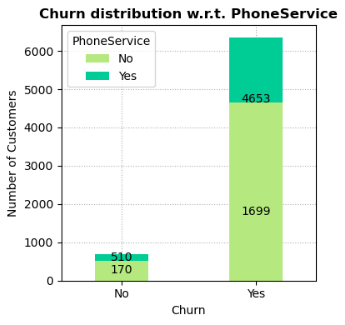 Churn distribution w.r.t. PhoneService
PhoneService
No
Yes
6000
5000
4000
3000
2000
1000
0
Number of Customers
4653
1699
510
170
No
Yes
Churn